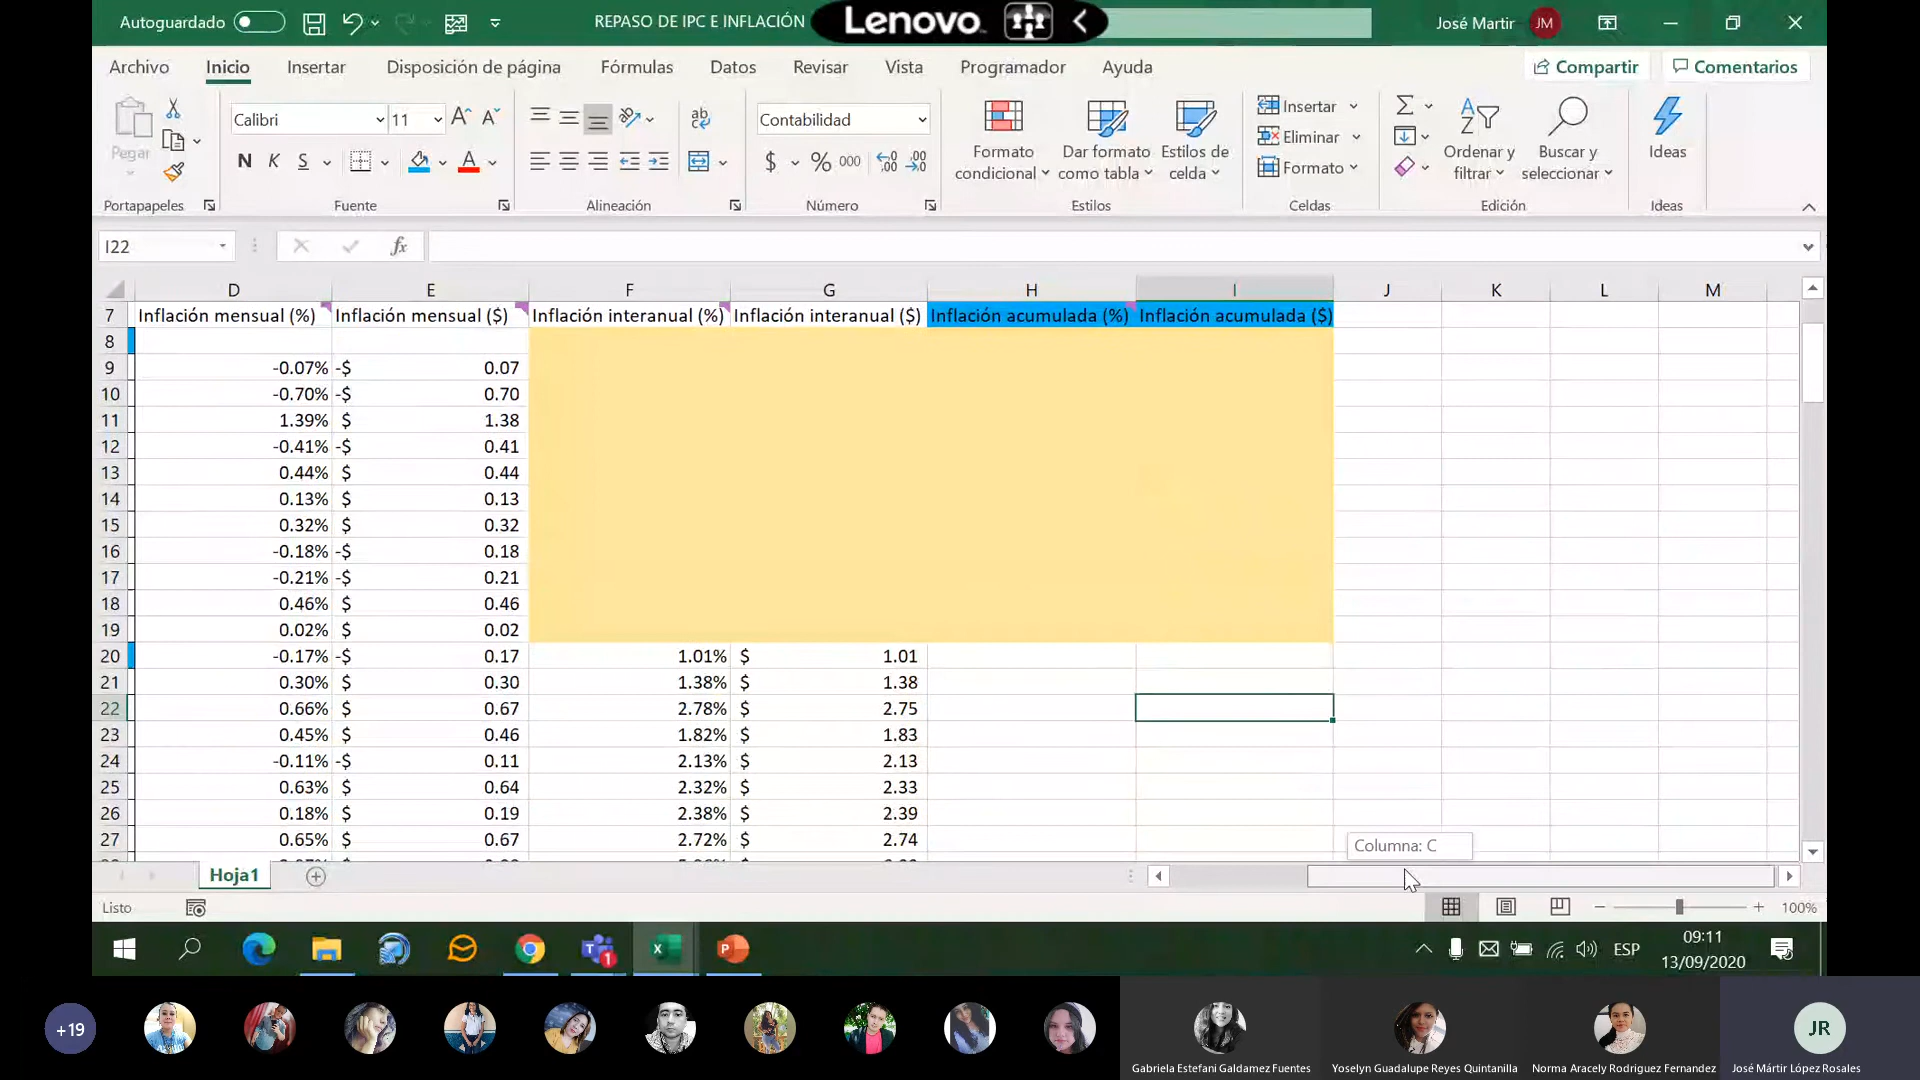 Autoguardado
REPASO DE IPC E INFLACIÓN
Lenovo
José Martir
JM
Archivo Inicio Insertar Disposición de página Fórmulas Datos Revisar Vista Programador Ayuda
Compartir
Comentarios
Pegar
Calibri 11
N K S
Contabilidad
$ % 000
Formato condicional
Dar formato como tabla
Estilos de celda
Insertar
Eliminar
Formato
Ordenar y filtrar
Buscar y seleccionar
Ideas
Portapapeles Fuente Alineación Número Estilos Celdas Edición Ideas
I22
fx
D E F G H I J K L M
7 Inflación mensual (%) Inflación mensual ($) Inflación interanual (%) Inflación interanual ($) Inflación acumulada (%) Inflación acumulada ($)
8
9 -0.07% -$ 0.07
10 -0.70% -$ 0.70
11 1.39% $ 1.38
12 -0.41% -$ 0.41
13 0.44% $ 0.44
14 0.13% $ 0.13
15 0.32% $ 0.32
16 -0.18% -$ 0.18
17 -0.21% -$ 0.21
18 0.46% $ 0.46
19 0.02% $ 0.02
20 -0.17% -$ 0.17 1.01% $ 1.01
21 0.30% $ 0.30 1.38% $ 1.38
22 0.66% $ 0.67 2.78% $ 2.75
23 0.45% $ 0.46 1.82% $ 1.83
24 -0.11% -$ 0.11 2.13% $ 2.13
25 0.63% $ 0.64 2.32% $ 2.33
26 0.18% $ 0.19 2.38% $ 2.39
27 0.65% $ 0.67 2.72% $ 2.74
Columna: C
Hoja1
Listo
100%
ESP
09:11
13/09/2020
+19
JR
Gabriela Estefani Galdamez Fuentes
Yoselyn Guadalupe Reyes Quintanilla
Norma Aracely Rodriguez Fernandez
José Mártir López Rosales